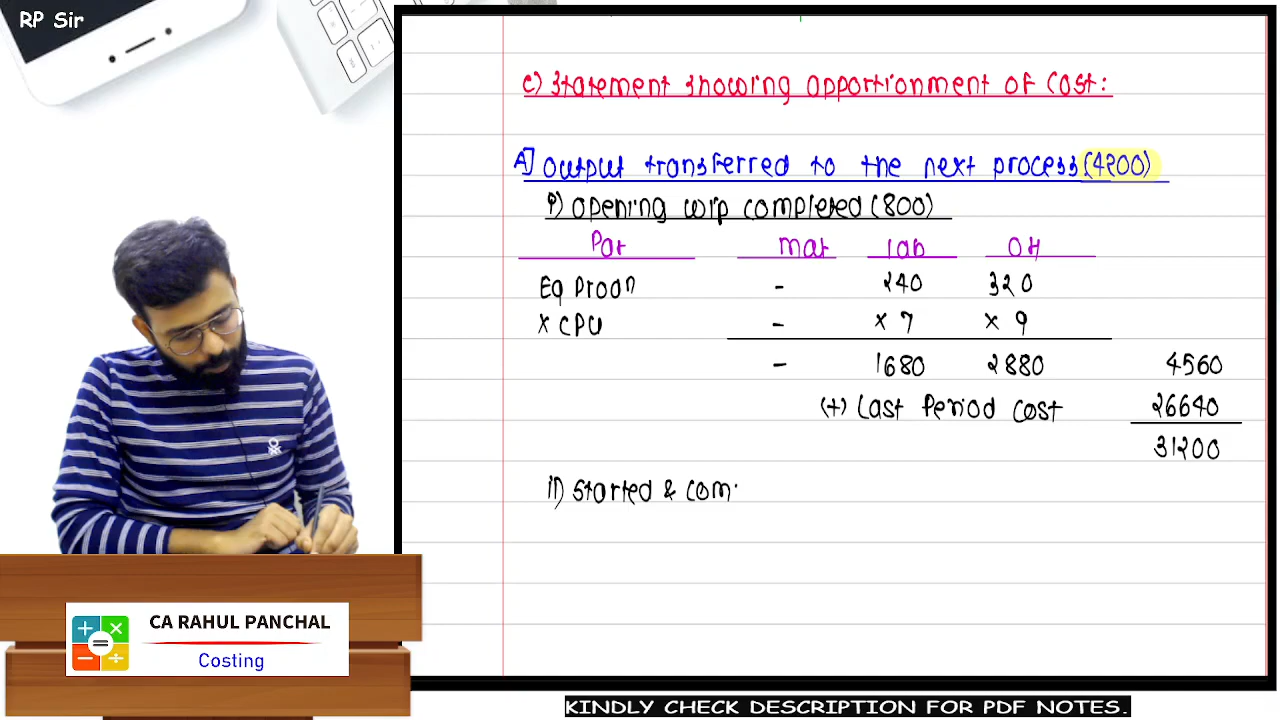 RP Sir
C) Statement showing apportionment of Cost:
A] Output transferred to the next process (4200)
i) Opening wip completed (800)
Par Mat Lab OH
Eq Prodn - 240 320
x CPU - x 7 x 9
- 1680 2880 4560
(+) Last Period Cost 26640
31200
ii) Started & com
CA RAHUL PANCHAL
Costing
KINDLY CHECK DESCRIPTION FOR PDF NOTES.